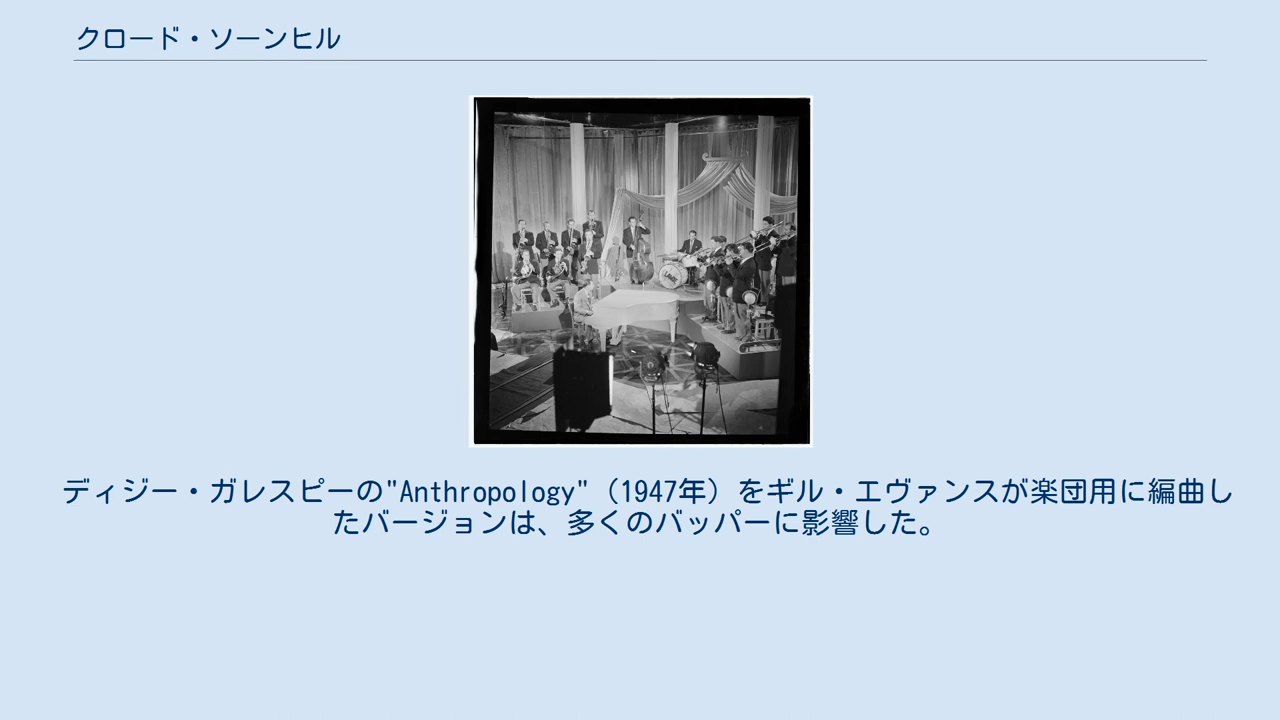 クロード・ソーンヒル
ディジー・ガレスピーの"Anthropology"（1947年）をギル・エヴァンスが楽団用に編曲し
たバージョンは、多くのバッパーに影響した。